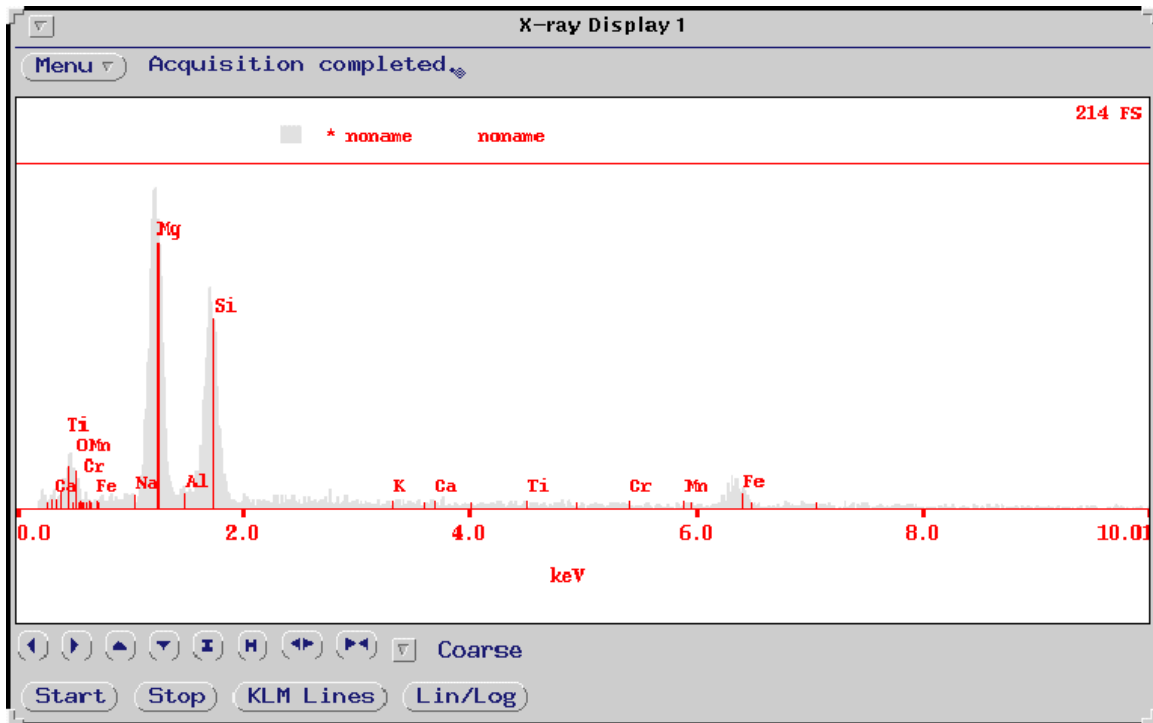 X-ray Display 1
Menu Acquisition completed.
214 FS
* noname noname
Mg
Si
Ti
OMn
Cr
Ca Fe Na Al K Ca Ti Cr Mn Fe
0.0 2.0 4.0 6.0 8.0 10.01
keV
I H Coarse
Start Stop KLM Lines Lin/Log